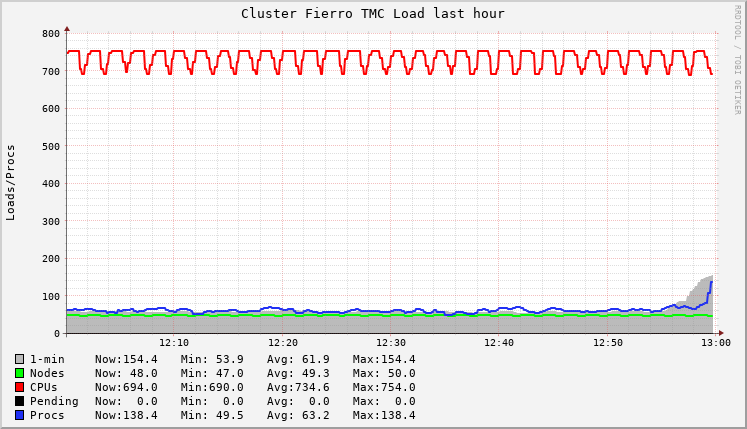 Cluster Fierro TMC Load last hour
RRDTOOL / TOBI OETIKER
Loads/Procs
800
700
600
500
400
300
200
100
0
12:10 12:20 12:30 12:40 12:50 13:00
1-min Now:154.4 Min: 53.9 Avg: 61.9 Max:154.4
Nodes Now: 48.0 Min: 47.0 Avg: 49.3 Max: 50.0
CPUs Now:694.0 Min:690.0 Avg:734.6 Max:754.0
Pending Now: 0.0 Min: 0.0 Avg: 0.0 Max: 0.0
Procs Now:138.4 Min: 49.5 Avg: 63.2 Max:138.4